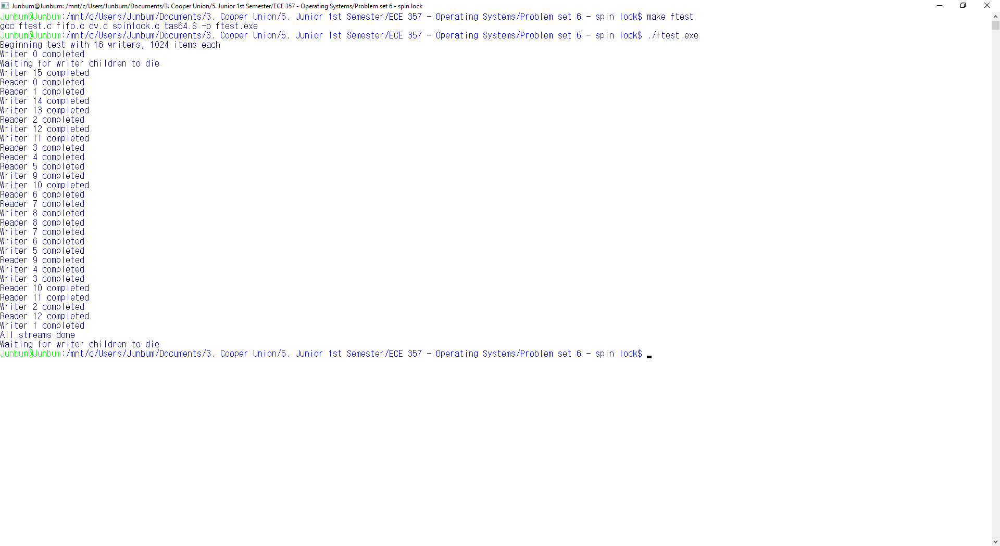 Junbum@Junbum: /mnt/c/Users/Junbum/Documents/3. Cooper Union/5. Junior 1st Semester/ECE 357 - Operating Systems/Problem set 6 - spin lock
Junbum@Junbum:/mnt/c/Users/Junbum/Documents/3. Cooper Union/5. Junior 1st Semester/ECE 357 - Operating Systems/Problem set 6 - spin lock$ make ftest
gcc ftest.c fifo.c cv.c spinlock.c tas64.S -o ftest.exe
Junbum@Junbum:/mnt/c/Users/Junbum/Documents/3. Cooper Union/5. Junior 1st Semester/ECE 357 - Operating Systems/Problem set 6 - spin lock$ ./ftest.exe
Beginning test with 16 writers, 1024 items each
Writer 0 completed
Waiting for writer children to die
Writer 15 completed
Reader 0 completed
Reader 1 completed
Writer 14 completed
Writer 13 completed
Reader 2 completed
Writer 12 completed
Writer 11 completed
Reader 3 completed
Reader 4 completed
Reader 5 completed
Writer 9 completed
Writer 10 completed
Reader 6 completed
Reader 7 completed
Writer 8 completed
Reader 8 completed
Writer 7 completed
Writer 6 completed
Writer 5 completed
Reader 9 completed
Writer 4 completed
Writer 3 completed
Reader 10 completed
Reader 11 completed
Writer 2 completed
Reader 12 completed
Writer 1 completed
All streams done
Waiting for writer children to die
Junbum@Junbum:/mnt/c/Users/Junbum/Documents/3. Cooper Union/5. Junior 1st Semester/ECE 357 - Operating Systems/Problem set 6 - spin lock$